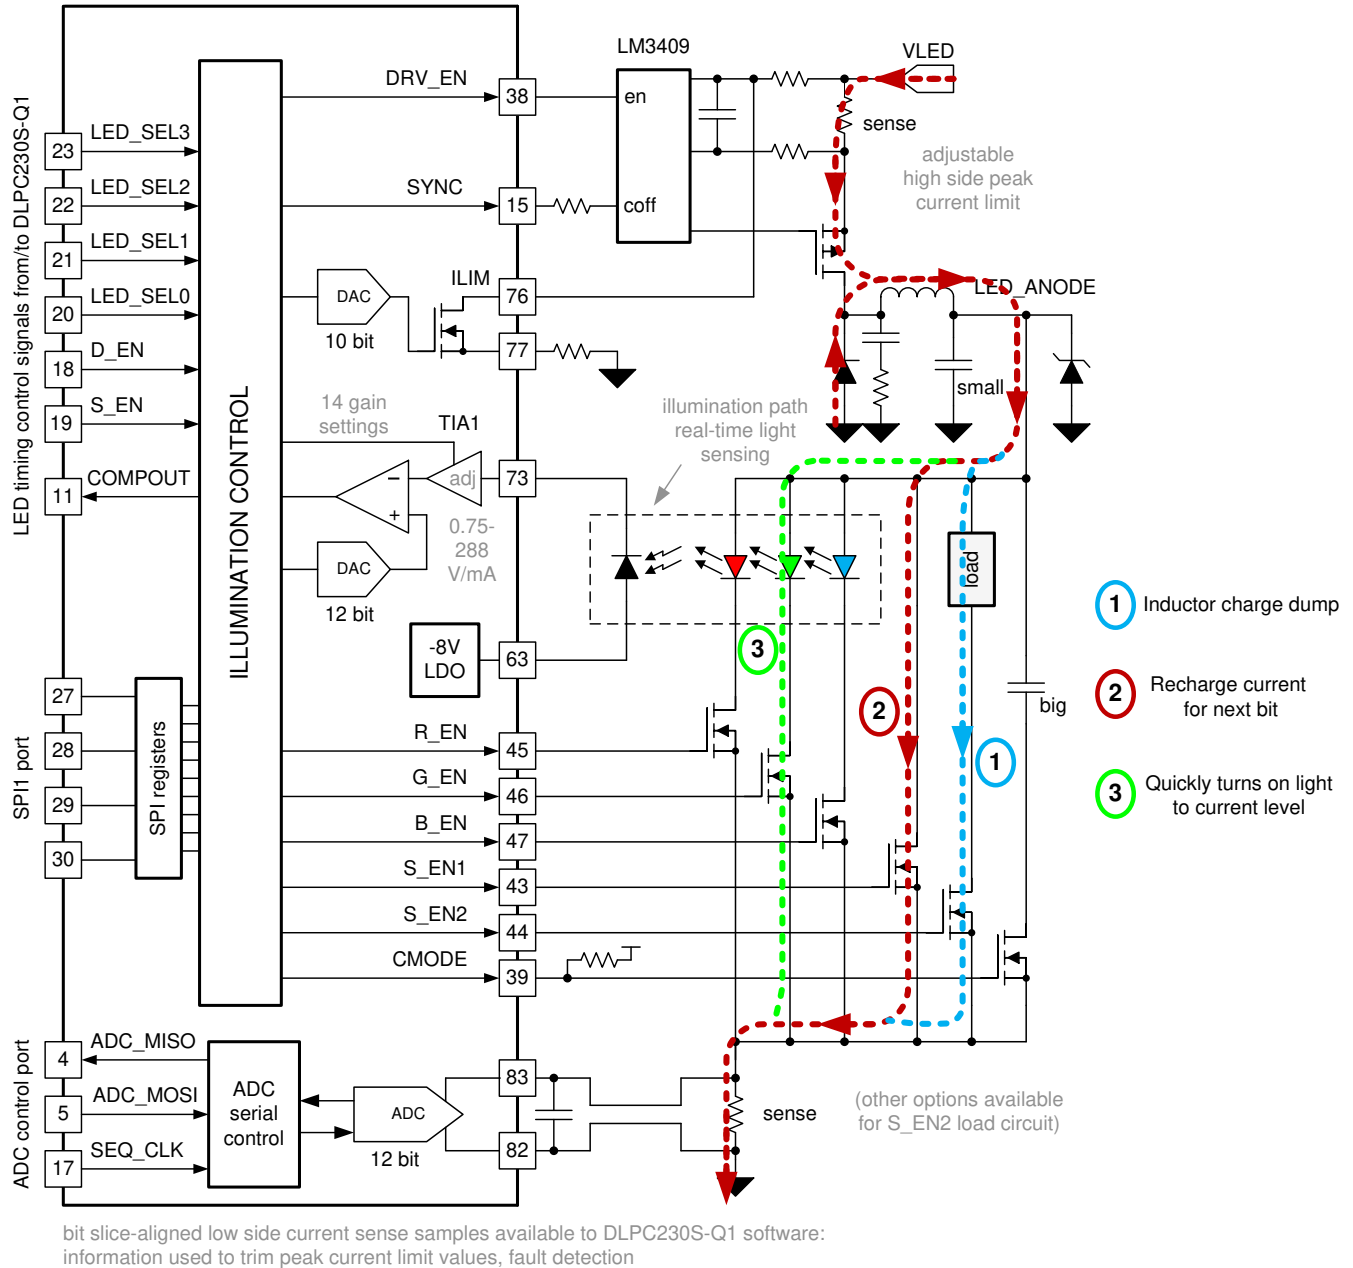 LM3409
VLED
DRV_EN
38
en
sense
LED_SEL3
23
adjustable
high side peak
current limit
LED_SEL2
22
SYNC
15
coff
LED_SEL1
21
LED timing control signals from/to DLPC230S-Q1
LED_SEL0
20
DAC
10 bit
ILIM
76
LED_ANODE
D_EN
18
77
small
S_EN
19
14 gain
settings
TIA1
illumination path
real-time light
sensing
ILLUMINATION CONTROL
COMPOUT
11
−
+
adj
73
0.75-
288
V/mA
DAC
12 bit
load
1 Inductor charge dump
-8V
LDO
63
3
2 Recharge current
for next bit
big
2
1
3 Quickly turns on light
to current level
SPI1 port
27
28
29
30
SPI registers
R_EN
45
G_EN
46
B_EN
47
S_EN1
43
S_EN2
44
CMODE
39
ADC control port
ADC_MISO
4
ADC_MOSI
5
SEQ_CLK
17
ADC
serial
control
ADC
12 bit
83
82
sense
(other options available
for S_EN2 load circuit)
bit slice-aligned low side current sense samples available to DLPC230S-Q1 software:
information used to trim peak current limit values, fault detection